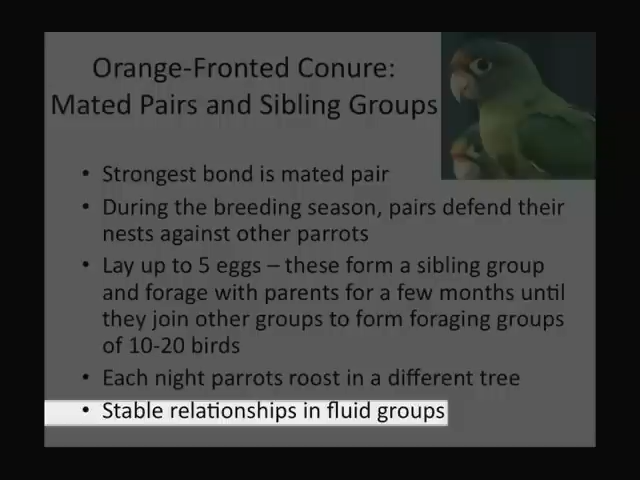 Orange-Fronted Conure:
Mated Pairs and Sibling Groups
• Strongest bond is mated pair
• During the breeding season, pairs defend their
nests against other parrots
• Lay up to 5 eggs – these form a sibling group
and forage with parents for a few months until
they join other groups to form foraging groups
of 10-20 birds
• Each night parrots roost in a different tree
• Stable relationships in fluid groups